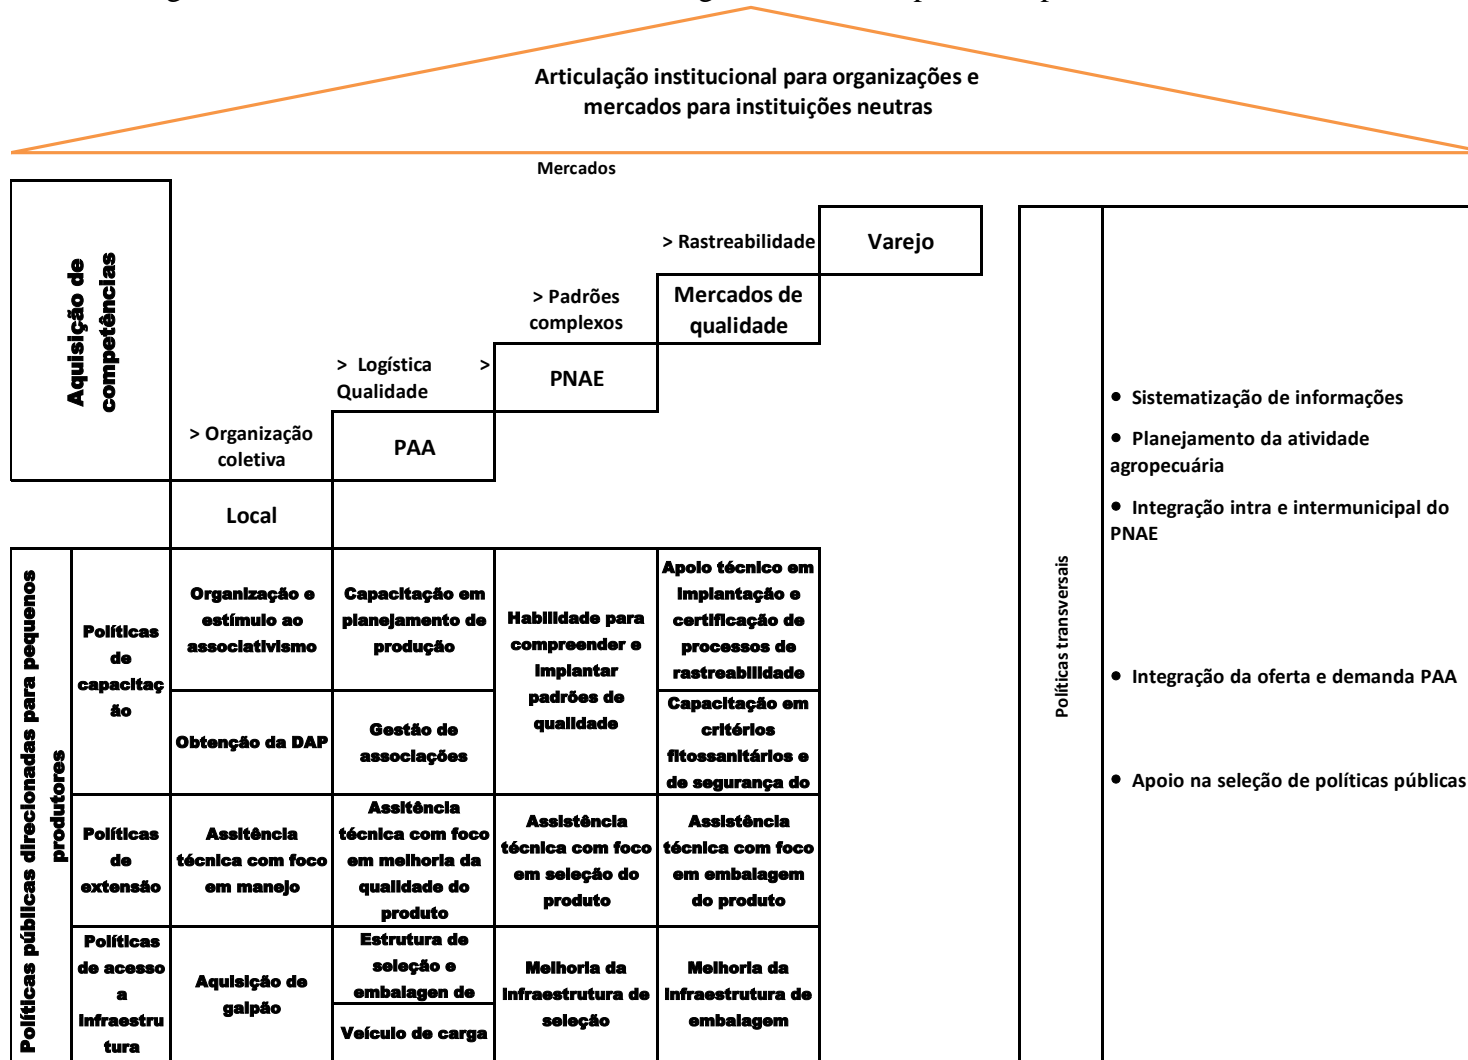 Articulação institucional para organizações e
mercados para instituições neutras
Mercados
Aquisição de
competências
> Rastreabilidade
Varejo
> Padrões
complexos
Mercados de
qualidade
> Logística >
Qualidade
PNAE
> Organização
coletiva
PAA
Local
Políticas públicas direcionadas para pequenos
produtores
Políticas
de
capacitaç
ão
Organização e
estímulo ao
associativismo
Capacitação em
planejamento de
produção
Habilidade para
compreender e
implantar
padrões de
qualidade
Apoio técnico em
implantação e
certificação de
processos de
rastreabilidade
Obtenção da DAP
Gestão de
associações
Capacitação em
critérios
fitossanitários e
de segurança do
Políticas
de
extensão
Assitência
técnica com foco
em manejo
Assitência
técnica com foco
em melhoria da
qualidade do
produto
Assistência
técnica com foco
em seleção do
produto
Assistência
técnica com foco
em embalagem
do produto
Políticas
de acesso
a
infraestru
tura
Aquisição de
galpão
Estrutura de
seleção e
embalagen de
Veículo de carga
Melhoria da
infraestrutura de
seleção
Melhoria da
infraestrutura de
embalagem
Políticas transversais
• Sistematização de informações
• Planejamento da atividade
agropecuária
• Integração intra e intermunicipal do
PNAE
• Integração da oferta e demanda PAA
• Apoio na seleção de políticas públicas